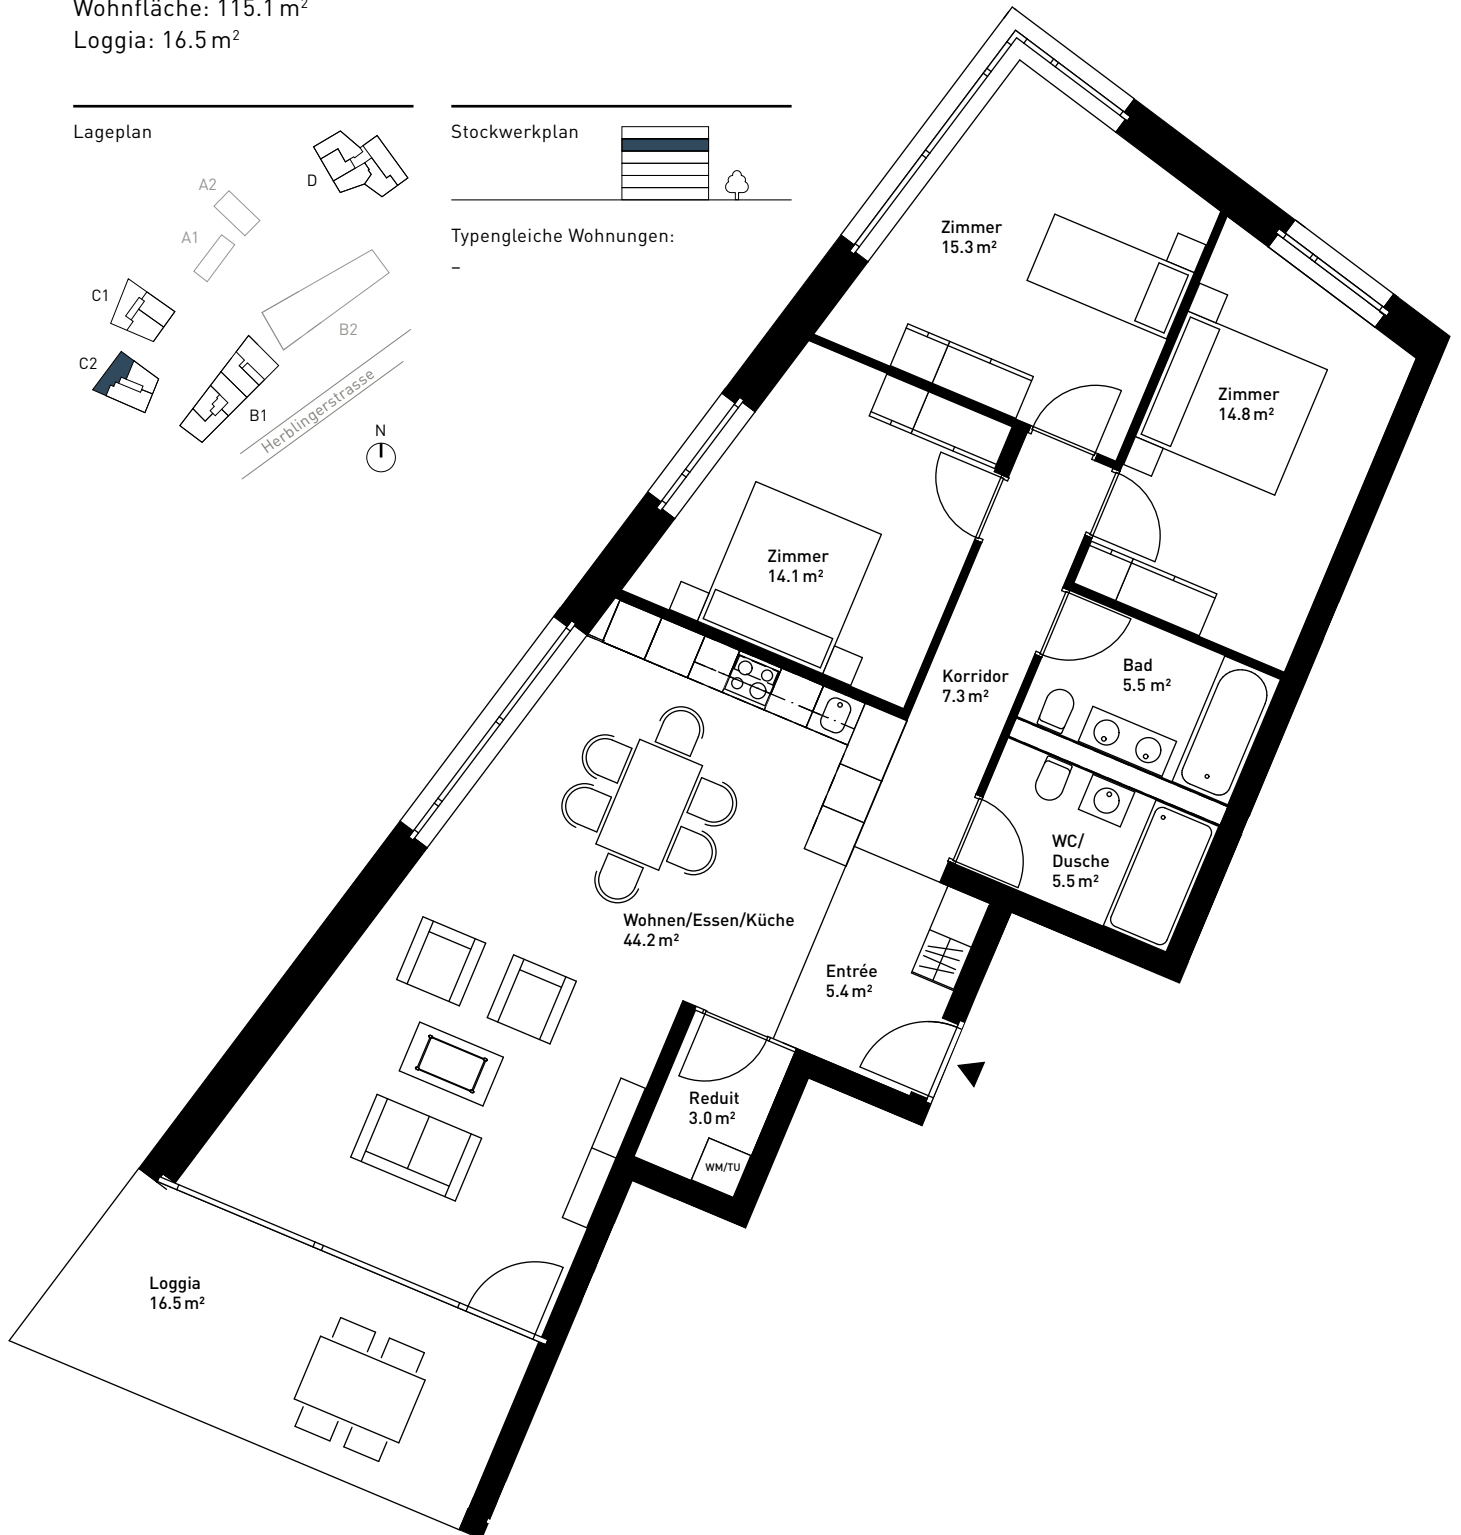 Wohnfläche: 115.1 m²
Loggia: 16.5 m²
Lageplan
A2
D
A1
C1
B2
C2
B1
Herblingerstrasse
N
Stockwerkplan
Typengleiche Wohnungen:
–
Zimmer
15.3 m²
Zimmer
14.8 m²
Zimmer
14.1 m²
Korridor
7.3 m²
Bad
5.5 m²
WC/
Dusche
5.5 m²
Wohnen/Essen/Küche
44.2 m²
Entrée
5.4 m²
Reduit
3.0 m²
WM/TU
Loggia
16.5 m²